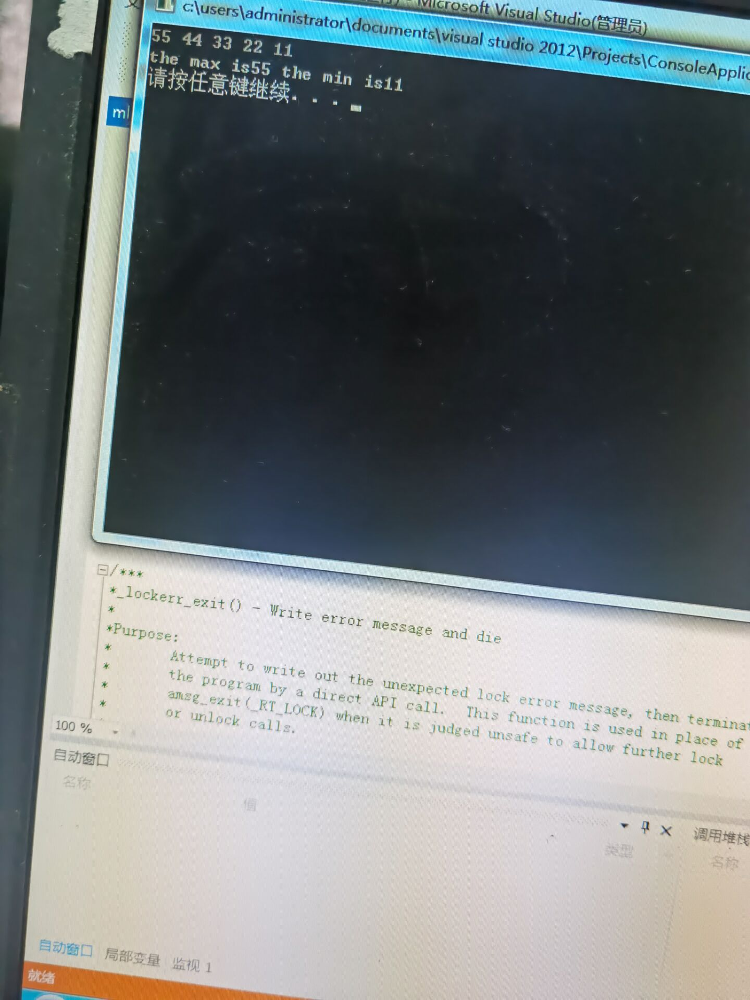 Microsoft Visual Studio(管理员)
c:\users\administrator\documents\visual studio 2012\Projects\ConsoleApplic
55 44 33 22 11
the max is55 the min is11
请按任意键继续. . .
/***
*_lockerr_exit() - Write error message and die
*
*Purpose:
* Attempt to write out the unexpected lock error message, then terminat
* the program by a direct API call. This function is used in place of
* amsg_exit(_RT_LOCK) when it is judged unsafe to allow further lock
* or unlock calls.
100 %
自动窗口
名称 值 类型
调用堆栈
名称
自动窗口 局部变量 监视 1
就绪